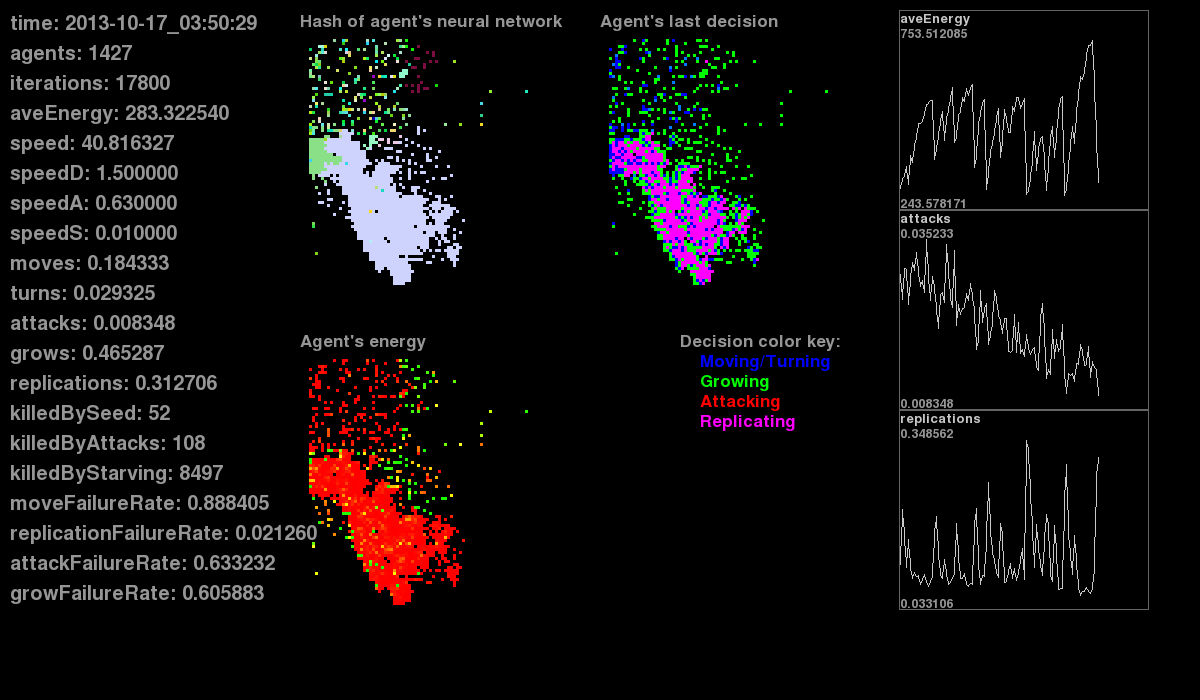 time: 2013-10-17_03:50:29
agents: 1427
iterations: 17800
aveEnergy: 283.322540
speed: 40.816327
speedD: 1.500000
speedA: 0.630000
speedS: 0.010000
moves: 0.184333
turns: 0.029325
attacks: 0.008348
grows: 0.465287
replications: 0.312706
killedBySeed: 52
killedByAttacks: 108
killedByStarving: 8497
moveFailureRate: 0.888405
replicationFailureRate: 0.021260
attackFailureRate: 0.633232
growFailureRate: 0.605883
Hash of agent's neural network
Agent's last decision
Agent's energy
Decision color key:
Moving/Turning
Growing
Attacking
Replicating
aveEnergy
753.512085
243.578171
attacks
0.035233
0.008348
replications
0.348562
0.033106